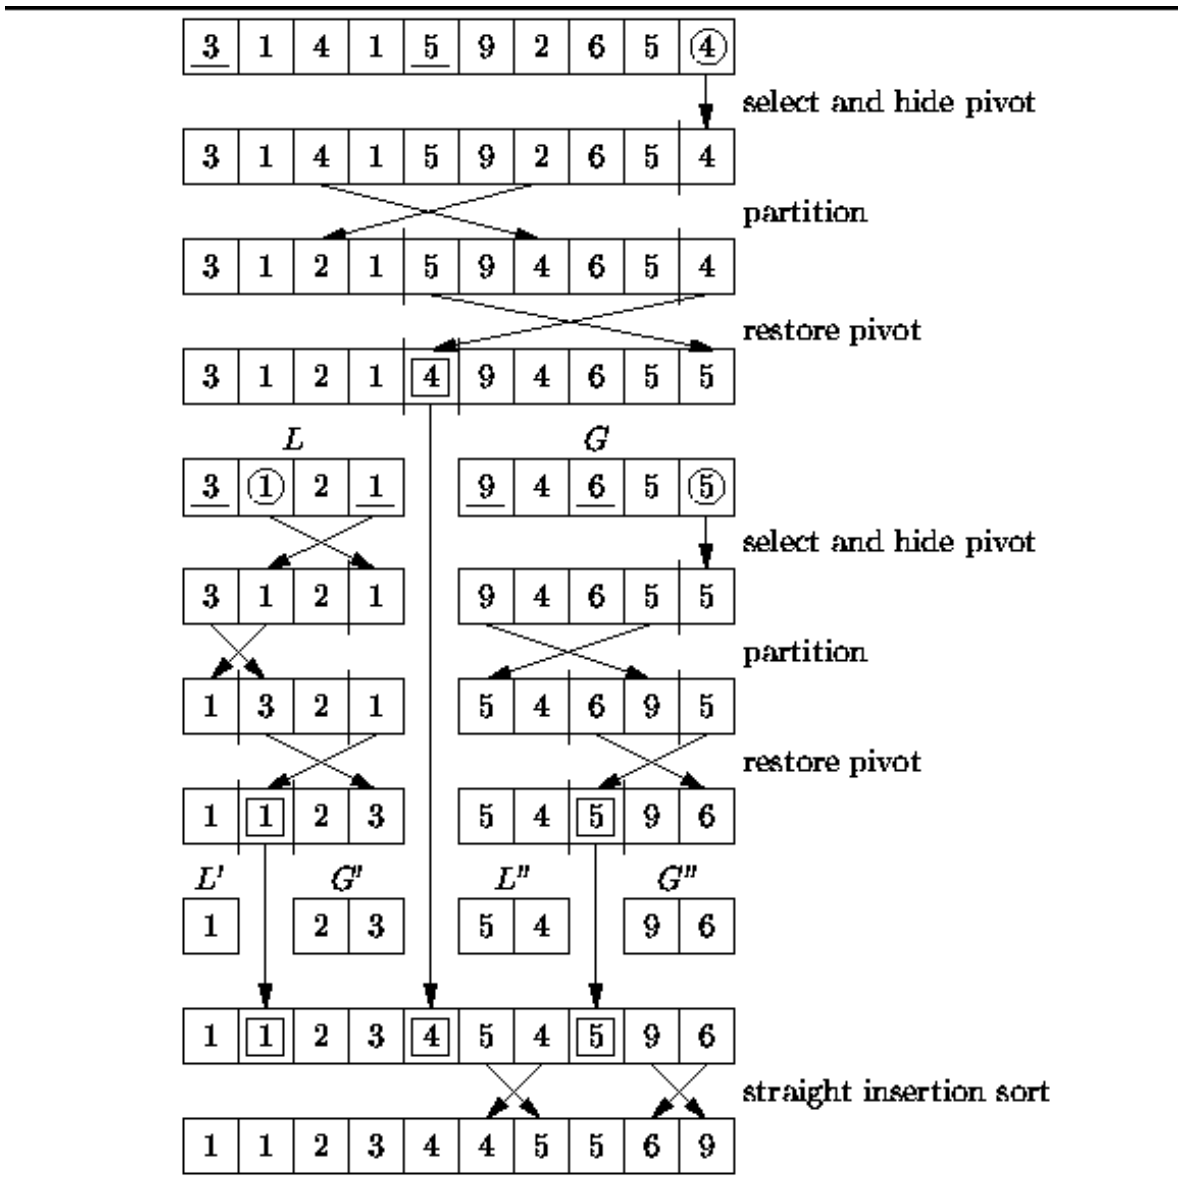 3 1 4 1 5 9 2 6 5 4
select and hide pivot
3 1 4 1 5 9 2 6 5 4
partition
3 1 2 1 5 9 4 6 5 4
restore pivot
3 1 2 1 4 9 4 6 5 5
L G
3 1 2 1 9 4 6 5 5
select and hide pivot
3 1 2 1 9 4 6 5 5
partition
1 3 2 1 5 4 6 9 5
restore pivot
1 1 2 3 5 4 5 9 6
L' G' L" G"
1 2 3 5 4 9 6
1 1 2 3 4 5 4 5 9 6
straight insertion sort
1 1 2 3 4 4 5 5 6 9